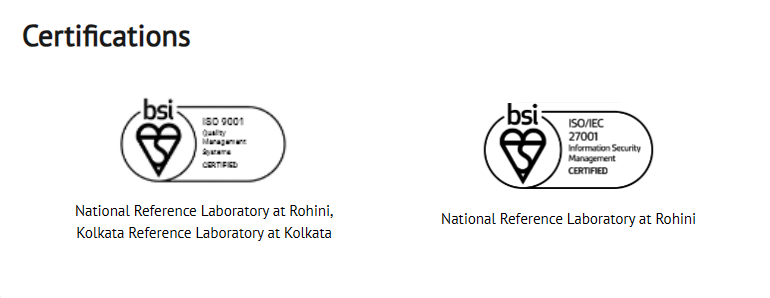 Certifications
bsi
ISO 9001
Quality
Management
Systems
CERTIFIED
National Reference Laboratory at Rohini,
Kolkata Reference Laboratory at Kolkata
bsi
ISO/IEC
27001
Information Security
Management
CERTIFIED
National Reference Laboratory at Rohini